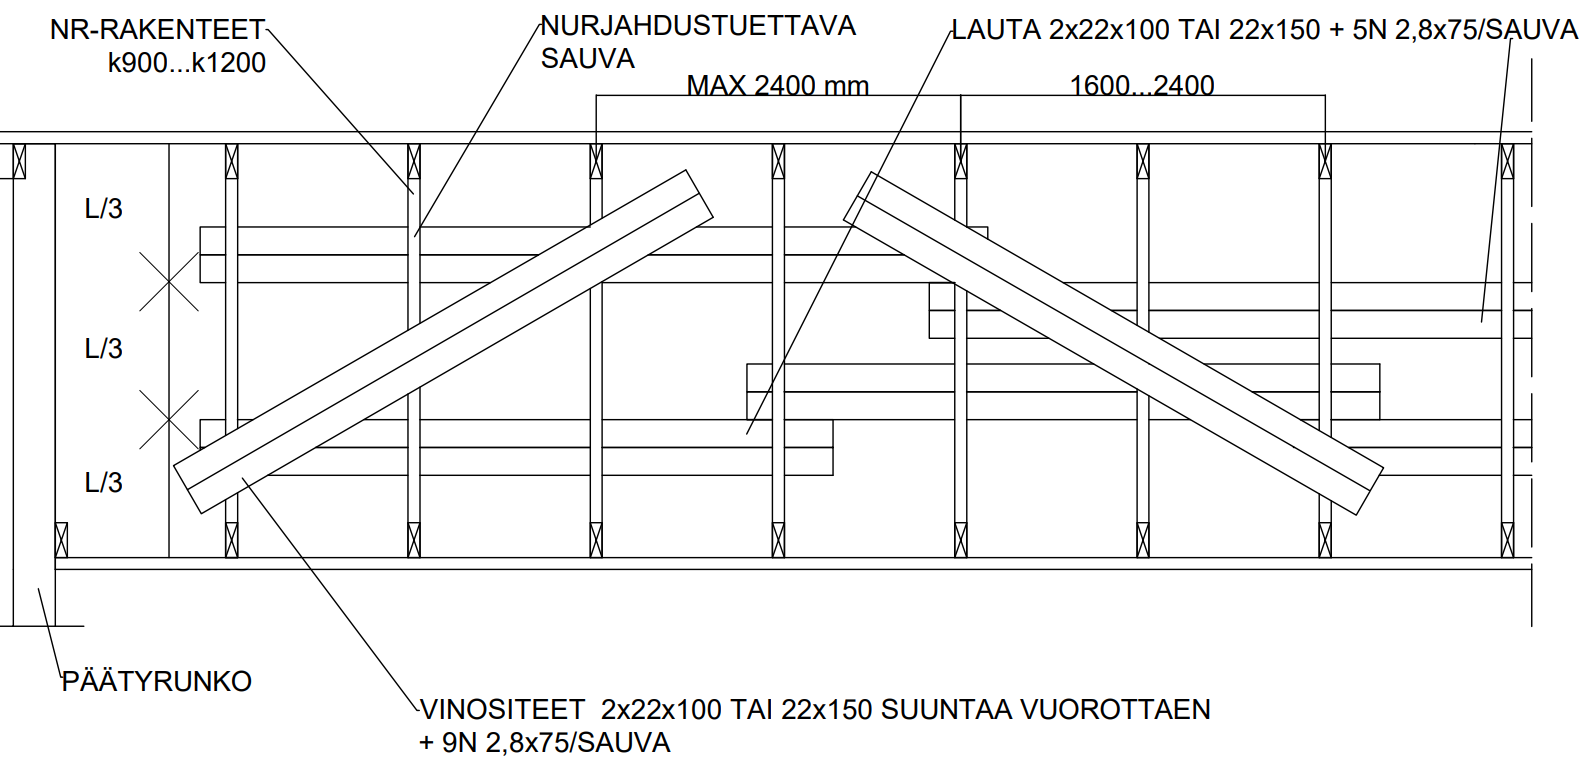 NR-RAKENTEET
k900...k1200
NURJAHDUSTUETTAVA
SAUVA
LAUTA 2x22x100 TAI 22x150 + 5N 2,8x75/SAUVA
MAX 2400 mm
1600...2400
L/3
L/3
L/3
PÄÄTYRUNKO
VINOSITEET 2x22x100 TAI 22x150 SUUNTAA VUOROTTAEN
+ 9N 2,8x75/SAUVA